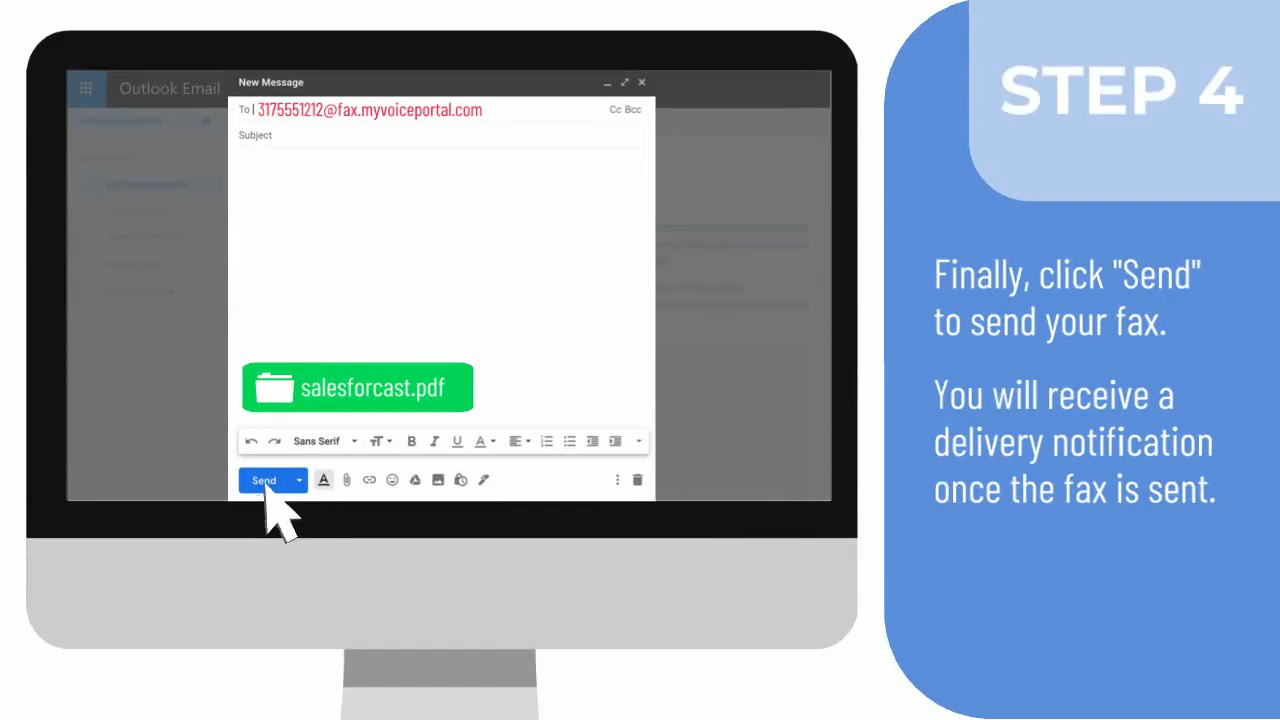 Outlook Email
New Message
To 3175551212@fax.myvoiceportal.com Cc Bcc
Subject
salesforcast.pdf
Sans Serif
Send
STEP 4
Finally, click "Send"
to send your fax.
You will receive a
delivery notification
once the fax is sent.